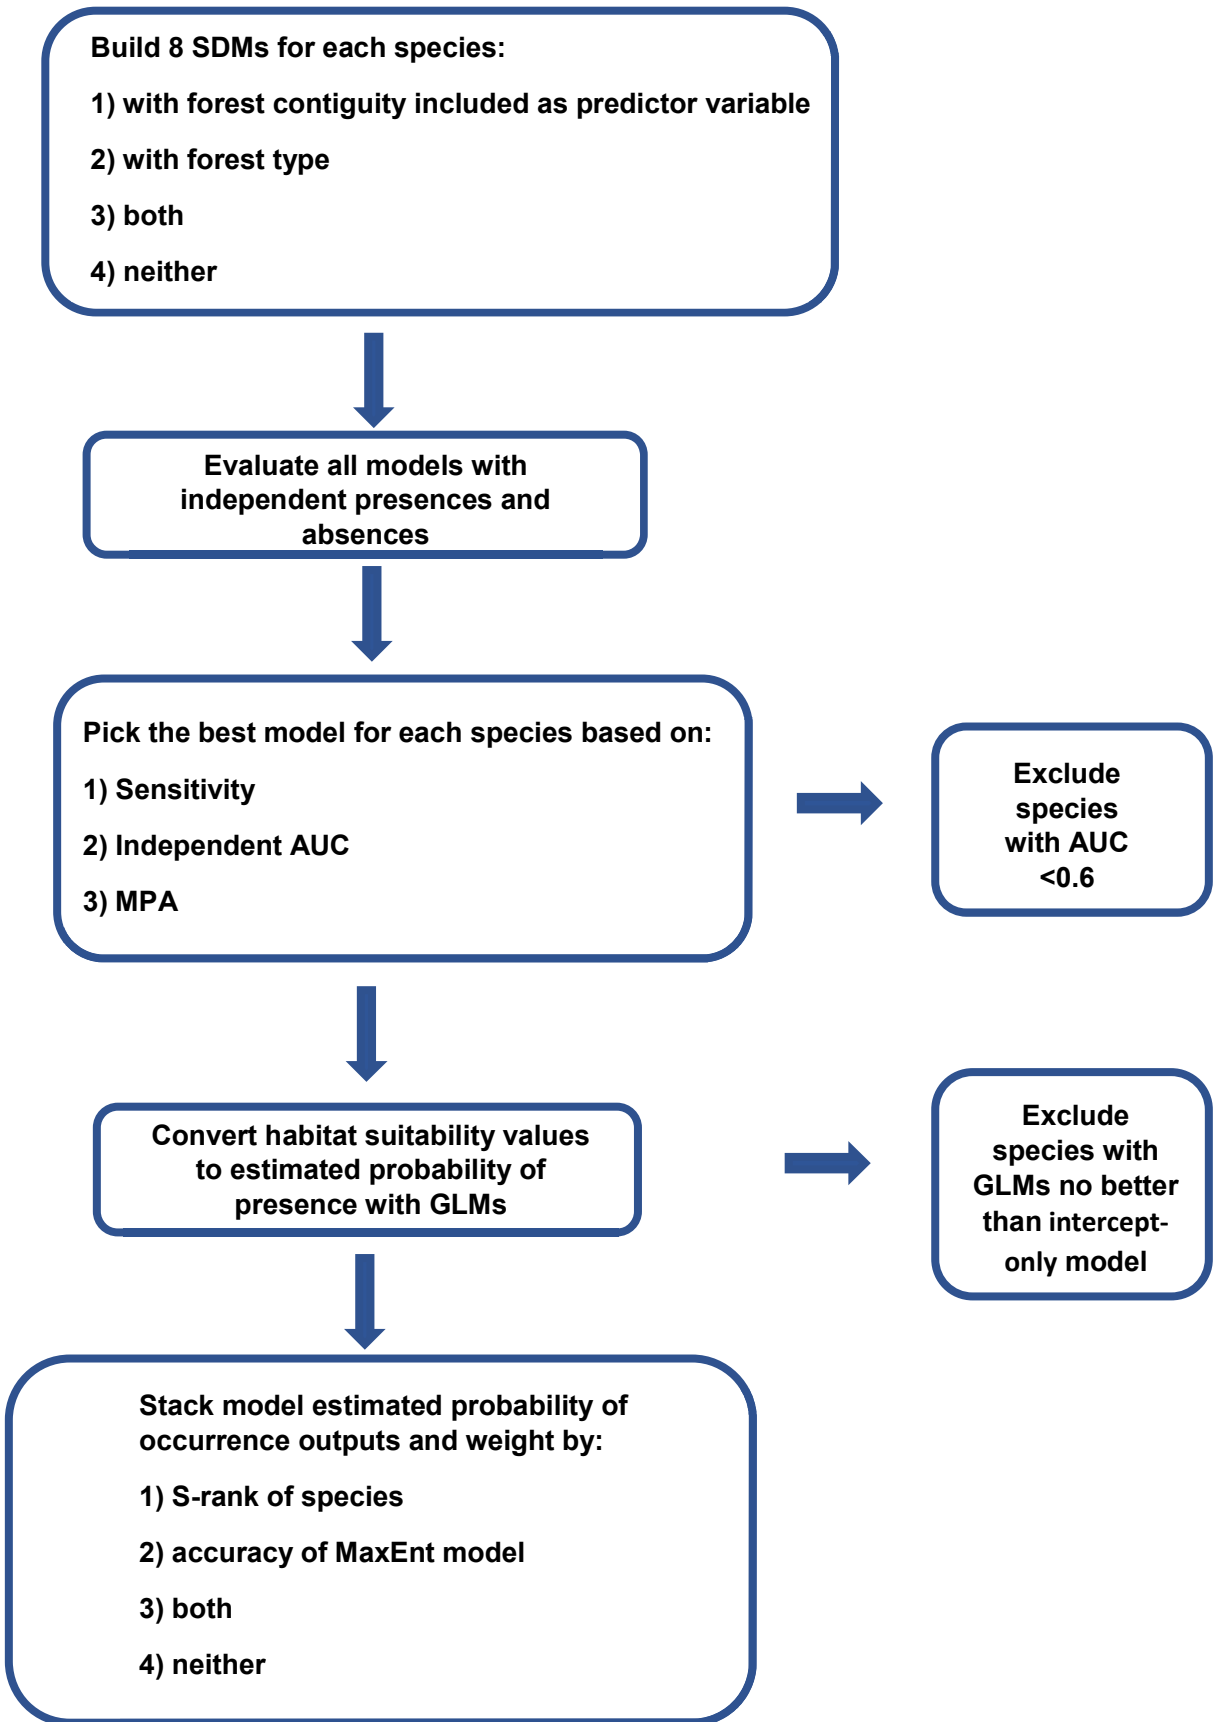 Build 8 SDMs for each species:
1) with forest contiguity included as predictor variable
2) with forest type
3) both
4) neither
Evaluate all models with
independent presences and
absences
Pick the best model for each species based on:
1) Sensitivity
2) Independent AUC
3) MPA
Exclude
species
with AUC
<0.6
Convert habitat suitability values
to estimated probability of
presence with GLMs
Exclude
species with
GLMs no better
than intercept-
only model
Stack model estimated probability of
occurrence outputs and weight by:
1) S-rank of species
2) accuracy of MaxEnt model
3) both
4) neither